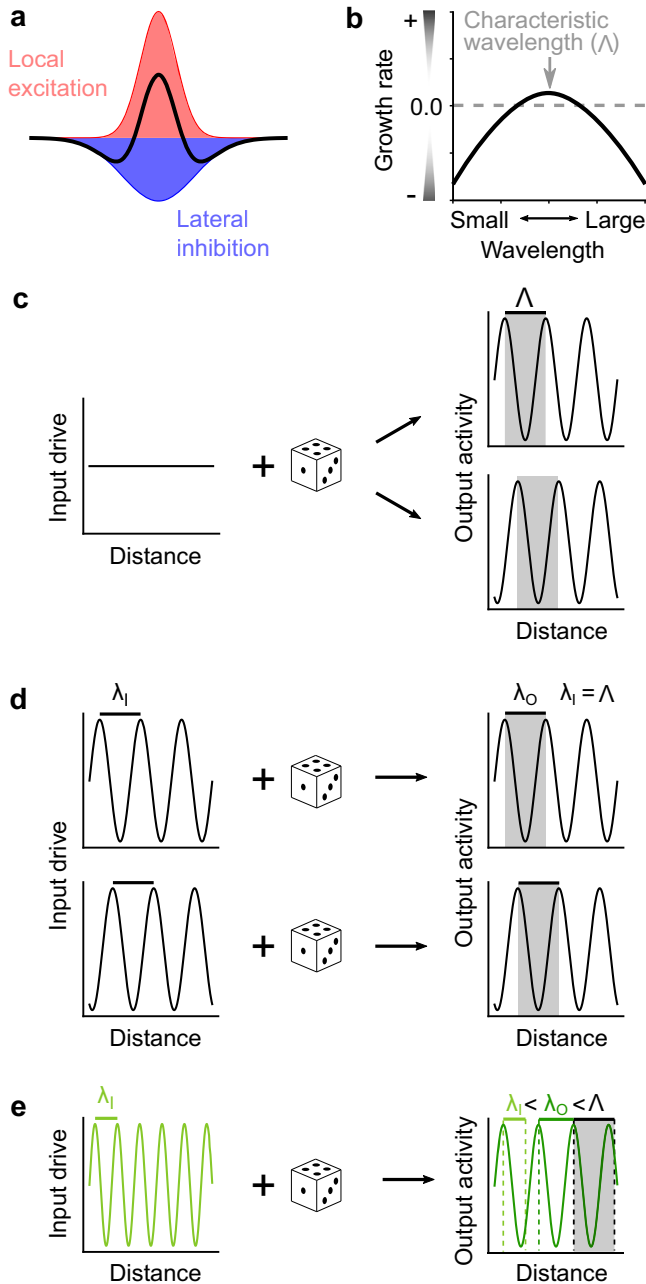 a
Local
excitation
Lateral
inhibition
b
+
Characteristic
wavelength (Λ)
Growth rate
0.0
-
Small
Large
Wavelength
c
Λ
Input drive
+
Distance
Output activity
Distance
d
λI
λO
λI = Λ
Input drive
+
+
Distance
Output activity
Distance
e
λI
Input drive
+
Distance
λI < λO < Λ
Output activity
Distance